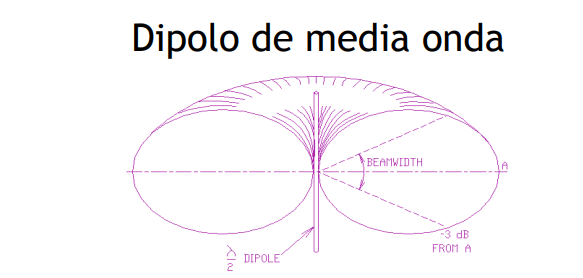 Dipolo de media onda
BEAMWIDTH
A
-3 dB
FROM A
λ/2 DIPOLE